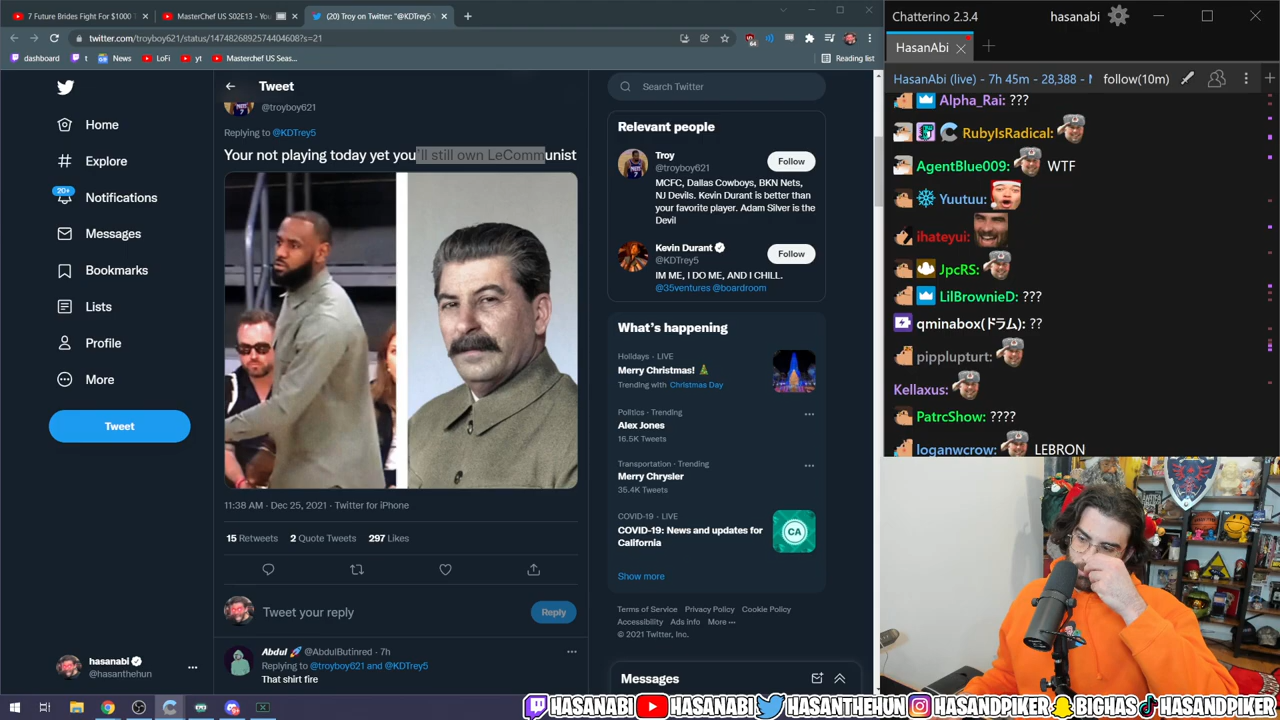 7 Future Brides Fight For $1000
MasterChef US S02E13 - You
(20) Troy on Twitter: "@KDTrey5
twitter.com/troyboy621/status/1474826892574404608?s=21
dashboard
t
News
LoFi
yt
Masterchef US Seas...
Reading list
Home
Explore
20+
Notifications
Messages
Bookmarks
Lists
Profile
More
Tweet
hasanabi
@hasanthehun
Tweet
@troyboy621
Replying to @KDTrey5
Your not playing today yet you'll still own LeCommunist
11:38 AM · Dec 25, 2021 · Twitter for iPhone
15 Retweets 2 Quote Tweets 297 Likes
Tweet your reply
Reply
Abdul @AbdulButinred · 7h
Replying to @troyboy621 and @KDTrey5
That shirt fire
Search Twitter
Relevant people
Troy
@troyboy621
Follow
MCFC, Dallas Cowboys, BKN Nets,
NJ Devils. Kevin Durant is better than
your favorite player. Adam Silver is the
Devil
Kevin Durant
@KDTrey5
Follow
IM ME, I DO ME, AND I CHILL.
@35ventures @boardroom
What's happening
Holidays · LIVE
Merry Christmas!
Trending with Christmas Day
Politics · Trending
Alex Jones
16.5K Tweets
Transportation · Trending
Merry Chrysler
35.4K Tweets
COVID-19 · LIVE
COVID-19: News and updates for
California
CA
Show more
Terms of Service Privacy Policy Cookie Policy
Accessibility Ads info More ···
© 2021 Twitter, Inc.
Messages
Chatterino 2.3.4
hasanabi
HasanAbi
HasanAbi (live) - 7h 45m - 28,388 -
follow(10m)
Alpha_Rai: ???
RubyIsRadical:
AgentBlue009: WTF
Yuutuu:
ihateyui:
JpcRS:
LilBrownieD: ???
qminabox(ドラム): ??
pipplupturt:
Kellaxus:
PatrcShow: ????
loganwcrow: LEBRON
HASANABI HASANABI HASANTHEHUN HASANDPIKER BIGHAS HASANDPIKER